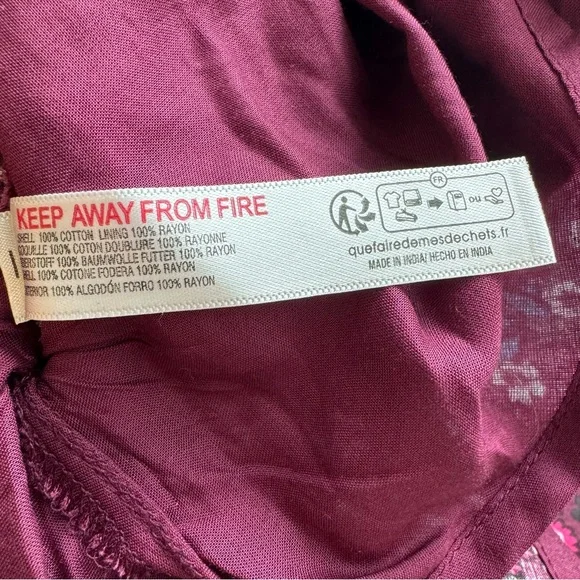 KEEP AWAY FROM FIRE
SHELL 100% COTTON LINING 100% RAYON
COQUILLE 100% COTON DOUBLURE 100% RAYONNE
OBERSTOFF 100% BAUMWOLLE FUTTER 100% RAYON
SHELL 100% COTONE FODERA 100% RAYON
EXTERIOR 100% ALGODÓN FORRO 100% RAYON
FR
OU
quefairedemesdechets.fr
MADE IN INDIA/ HECHO EN INDIA